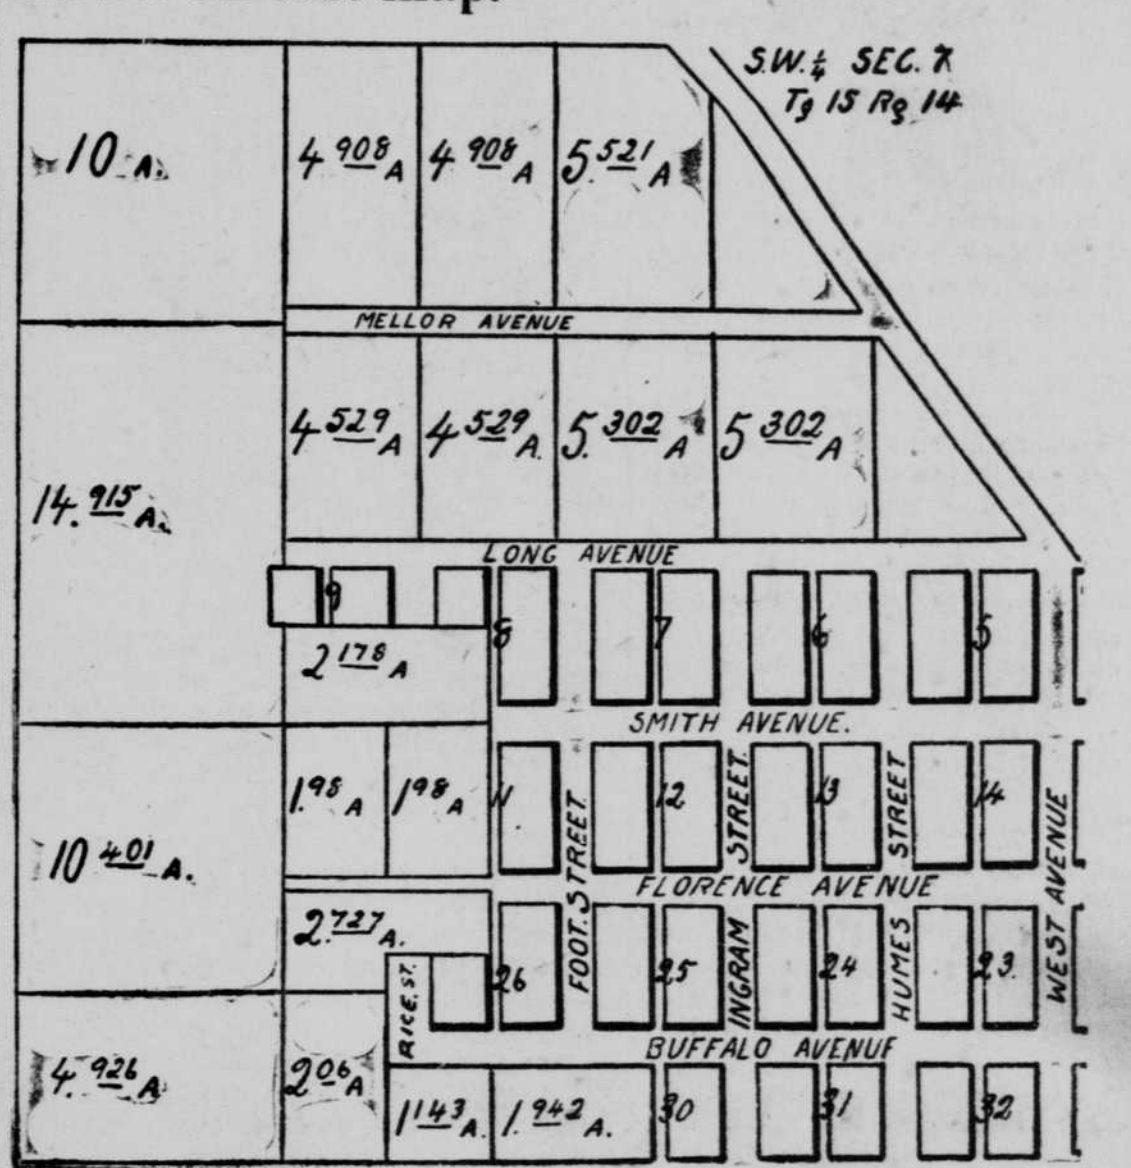 S.W. ¼ SEC. 7
Tg 15 Rg 14
10 A.
4 908 A
4 908 A
5. 521 A
MELLOR AVENUE
4 529 A
4 529 A.
5. 302 A
5 302 A
14. 915 A.
LONG AVENUE
9
8
7
6
5
2 178 A
SMITH AVENUE.
1. 98 A
1 98 A
11
12
13
14
FOOT. STREET.
INGRAM STREET.
HUMES STREET
WEST AVENUE
10 401 A.
FLORENCE AVENUE
2. 727 A.
RICE. ST.
26
25
24
23.
BUFFALO AVENUE
4. 926 A
2 06 A
1 143 A.
1. 942 A.
30
31
32